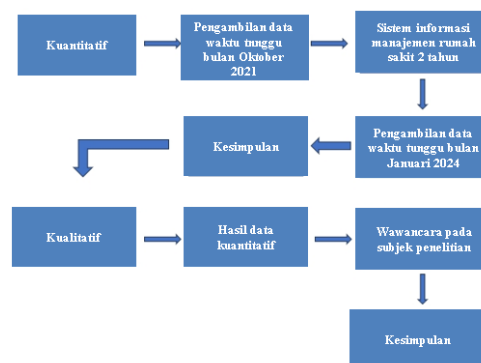 Kuantitatif
Pengambilan data
waktu tunggu
bulan Oktober
2021
Sistem informasi
manajemen rumah
sakit 2 tahun
Kesimpulan
Pengambilan data
waktu tunggu bulan
Januari 2024
Kualitatif
Hasil data
kuantitatif
Wawancara pada
subjek penelitian
Kesimpulan